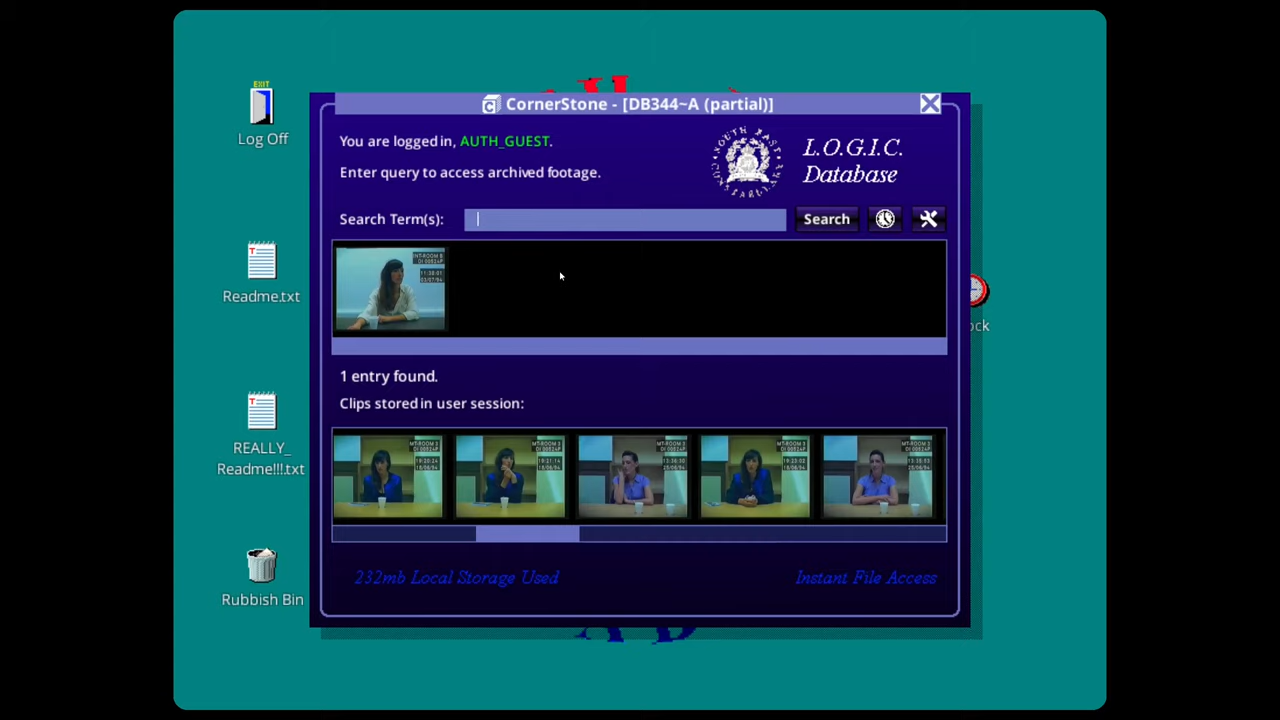 EXIT
Log Off
CornerStone - [DB344~A (partial)]
You are logged in, AUTH_GUEST.
Enter query to access archived footage.
L.O.G.I.C.
Database
Search Term(s):
Search
Readme.txt
ock
1 entry found.
Clips stored in user session:
REALLY_
Readme!!!.txt
Rubbish Bin
232mb Local Storage Used
Instant File Access